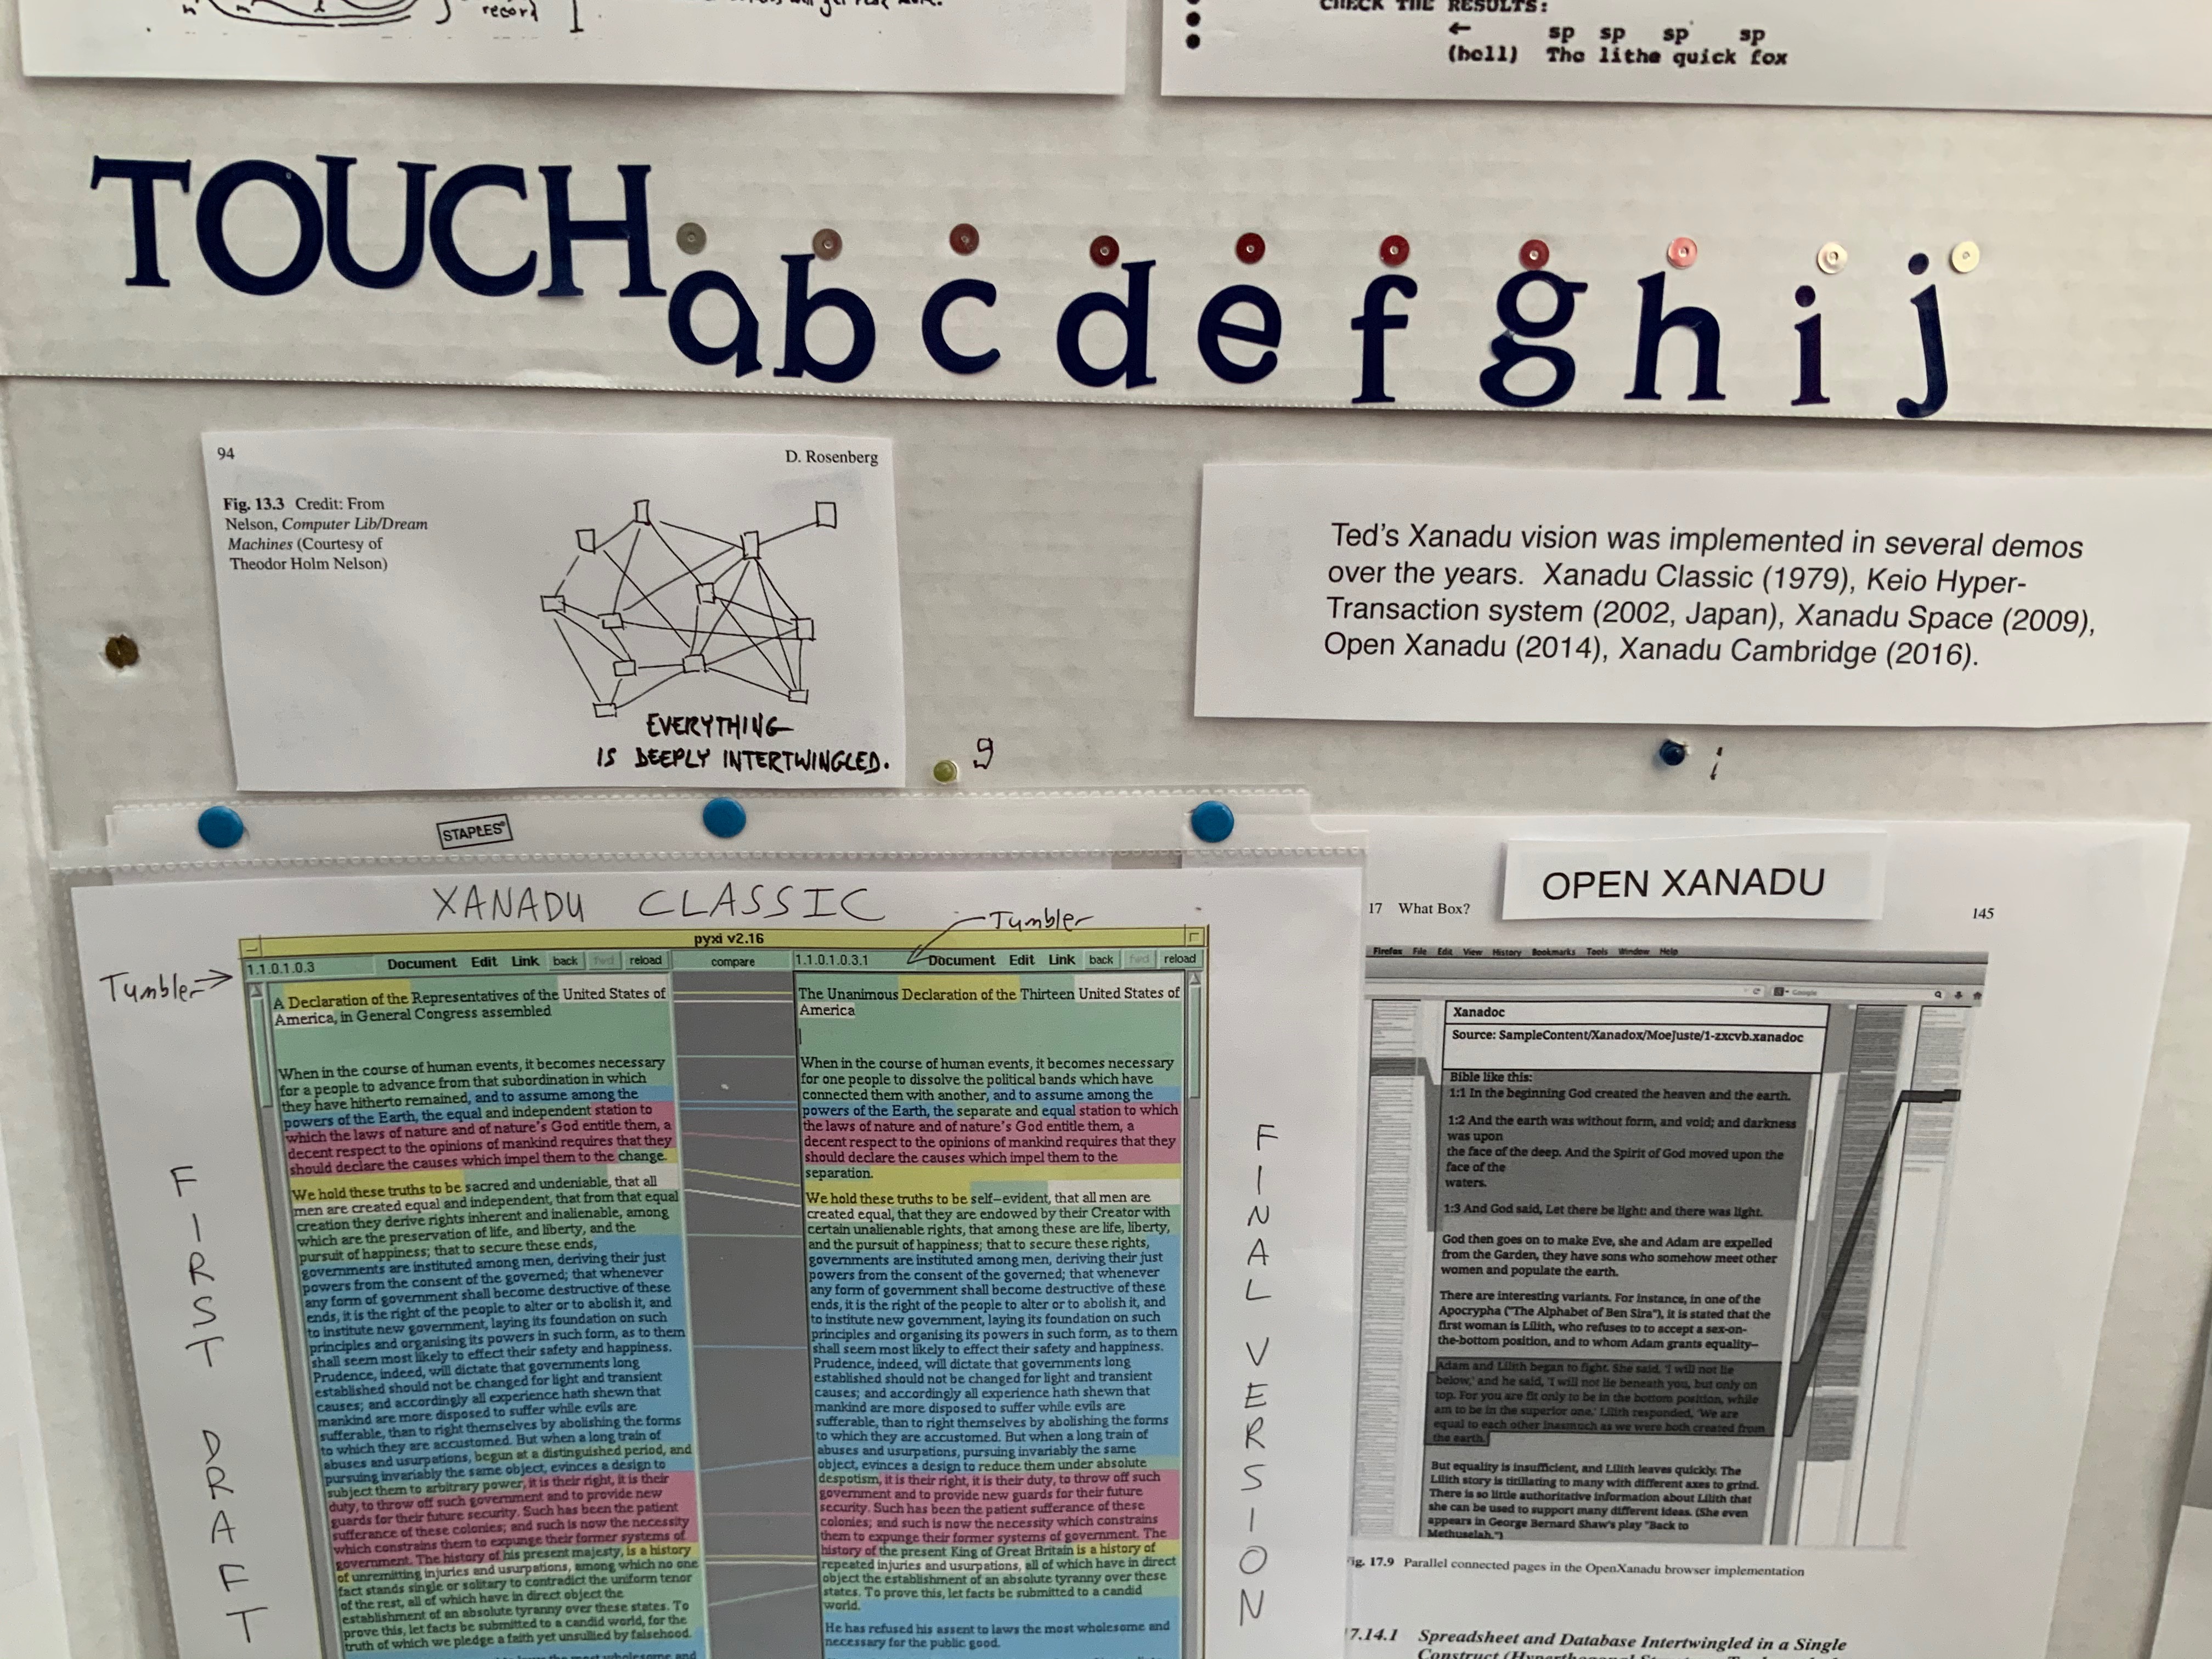 record
CHECK THE RESULTS:
← sp sp sp sp
(bell) The lithe quick fox
TOUCH a b c d e f g h i j
94 D. Rosenberg
Fig. 13.3 Credit: From
Nelson, Computer Lib/Dream
Machines (Courtesy of
Theodor Holm Nelson)
EVERYTHING
IS DEEPLY INTERTWINGLED.
Ted's Xanadu vision was implemented in several demos
over the years. Xanadu Classic (1979), Keio Hyper-
Transaction system (2002, Japan), Xanadu Space (2009),
Open Xanadu (2014), Xanadu Cambridge (2016).
g
i
STAPLES
XANADU CLASSIC
Tumbler
Tumbler
pyxi v2.16
1.1.0.1.0.3 Document Edit Link back fwd reload compare 1.1.0.1.0.3.1 Document Edit Link back fwd reload
FIRST DRAFT
A Declaration of the Representatives of the United States of
America, in General Congress assembled
When in the course of human events, it becomes necessary
for a people to advance from that subordination in which
they have hitherto remained, and to assume among the
powers of the Earth, the equal and independent station to
which the laws of nature and of nature's God entitle them, a
decent respect to the opinions of mankind requires that they
should declare the causes which impel them to the change.
We hold these truths to be sacred and undeniable, that all
men are created equal and independent, that from that equal
creation they derive rights inherent and inalienable, among
which are the preservation of life, and liberty, and the
pursuit of happiness; that to secure these ends,
governments are instituted among men, deriving their just
powers from the consent of the governed; that whenever
any form of government shall become destructive of these
ends, it is the right of the people to alter or to abolish it, and
to institute new government, laying its foundation on such
principles and organising its powers in such form, as to them
shall seem most likely to effect their safety and happiness.
Prudence, indeed, will dictate that governments long
established should not be changed for light and transient
causes; and accordingly all experience hath shewn that
mankind are more disposed to suffer while evils are
sufferable, than to right themselves by abolishing the forms
to which they are accustomed. But when a long train of
abuses and usurpations, begun at a distinguished period, and
pursuing invariably the same object, evinces a design to
subject them to arbitrary power, it is their right, it is their
duty, to throw off such government and to provide new
guards for their future security. Such has been the patient
sufferance of these colonies; and such is now the necessity
which constrains them to expunge their former systems of
government. The history of his present majesty, is a history
of unremitting injuries and usurpations, among which no one
fact stands single or solitary to contradict the uniform tenor
of the rest, all of which have in direct object the
establishment of an absolute tyranny over these states. To
prove this, let facts be submitted to a candid world, for the
truth of which we pledge a faith yet unsullied by falsehood.
The Unanimous Declaration of the Thirteen United States of
America
When in the course of human events, it becomes necessary
for one people to dissolve the political bands which have
connected them with another, and to assume among the
powers of the Earth, the separate and equal station to which
the laws of nature and of nature's God entitle them, a
decent respect to the opinions of mankind requires that they
should declare the causes which impel them to the
separation.
We hold these truths to be self-evident, that all men are
created equal, that they are endowed by their Creator with
certain unalienable rights, that among these are life, liberty,
and the pursuit of happiness; that to secure these rights,
governments are instituted among men, deriving their just
powers from the consent of the governed; that whenever
any form of government shall become destructive of these
ends, it is the right of the people to alter or to abolish it, and
to institute new government, laying its foundation on such
principles and organising its powers in such form, as to them
shall seem most likely to effect their safety and happiness.
Prudence, indeed, will dictate that governments long
established should not be changed for light and transient
causes; and accordingly all experience hath shewn that
mankind are more disposed to suffer while evils are
sufferable, than to right themselves by abolishing the forms
to which they are accustomed. But when a long train of
abuses and usurpations, pursuing invariably the same
object, evinces a design to reduce them under absolute
despotism, it is their right, it is their duty, to throw off such
government and to provide new guards for their future
security. Such has been the patient sufferance of these
colonies; and such is now the necessity which constrains
them to expunge their former systems of government. The
history of the present King of Great Britain is a history of
repeated injuries and usurpations, all of which have in direct
object the establishment of an absolute tyranny over these
states. To prove this, let facts be submitted to a candid
world.
He has refused his assent to laws the most wholesome and
necessary for the public good.
FINAL VERSION
OPEN XANADU
17 What Box? 145
Firefox File Edit View History Bookmarks Tools Window Help
Google
Xanadoc
Source: SampleContent/Xanadox/MoeJuste/1-zxcvb.xanadoc
Bible like this:
1:1 In the beginning God created the heaven and the earth.
1:2 And the earth was without form, and void; and darkness
was upon
the face of the deep. And the Spirit of God moved upon the
face of the
waters.
1:3 And God said, Let there be light: and there was light.
God then goes on to make Eve, she and Adam are expelled
from the Garden, they have sons who somehow meet other
women and populate the earth.
There are interesting variants. For instance, in one of the
Apocrypha ("The Alphabet of Ben Sira"), it is stated that the
first woman is Lilith, who refuses to to accept a sex-on-
the-bottom position, and to whom Adam grants equality—
Adam and Lilith began to fight. She said, 'I will not lie
below,' and he said, 'I will not lie beneath you, but only on
top. For you are fit only to be in the bottom position, while
am to be in the superior one.' Lilith responded, 'We are
equal to each other inasmuch as we were both created from
the earth.
But equality is insufficient, and Lilith leaves quickly. The
Lilith story is titillating to many with different axes to grind.
There is so little authoritative information about Lilith that
she can be used to support many different ideas. (She even
appears in George Bernard Shaw's play "Back to
Methuselah.")
Fig. 17.9 Parallel connected pages in the OpenXanadu browser implementation
7.14.1 Spreadsheet and Database Intertwingled in a Single